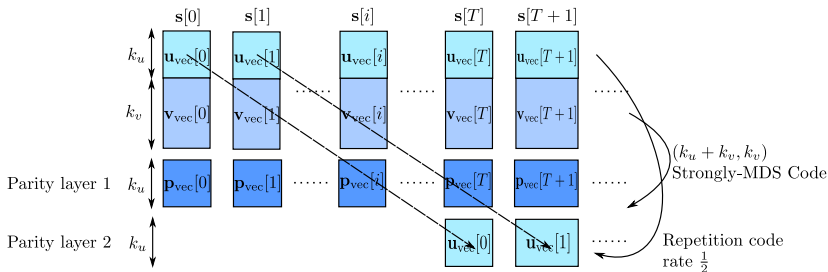 s[0] s[1] s[i] s[T] s[T + 1]
k_u u_vec[0] u_vec[1] u_vec[i] u_vec[T] u_vec[T + 1]
k_v v_vec[0] v_vec[1] ...... v_vec[i] ...... v_vec[T] v_vec[T + 1] ......
(k_u + k_v, k_v)
Strongly-MDS Code
Parity layer 1 k_u p_vec[0] p_vec[1] ...... p_vec[i] ...... p_vec[T] p_vec[T + 1] ......
Parity layer 2 k_u u_vec[0] u_vec[1] ......
Repetition code
rate 1/2